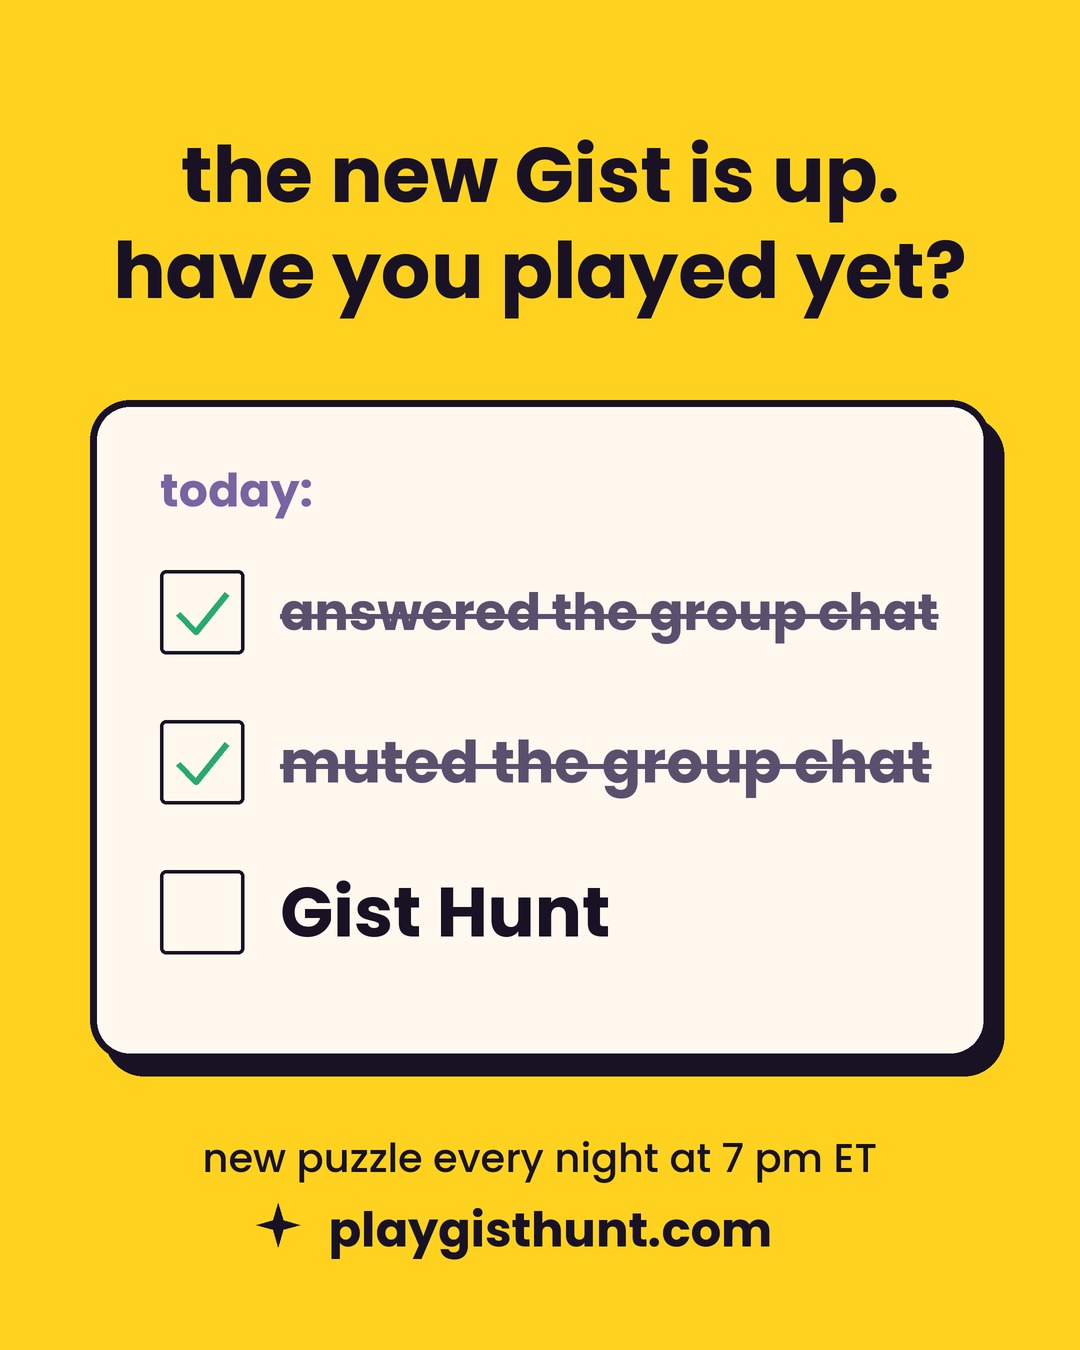 the new Gist is up.
have you played yet?
today:
answered the group chat
muted the group chat
Gist Hunt
new puzzle every night at 7 pm ET
playgisthunt.com